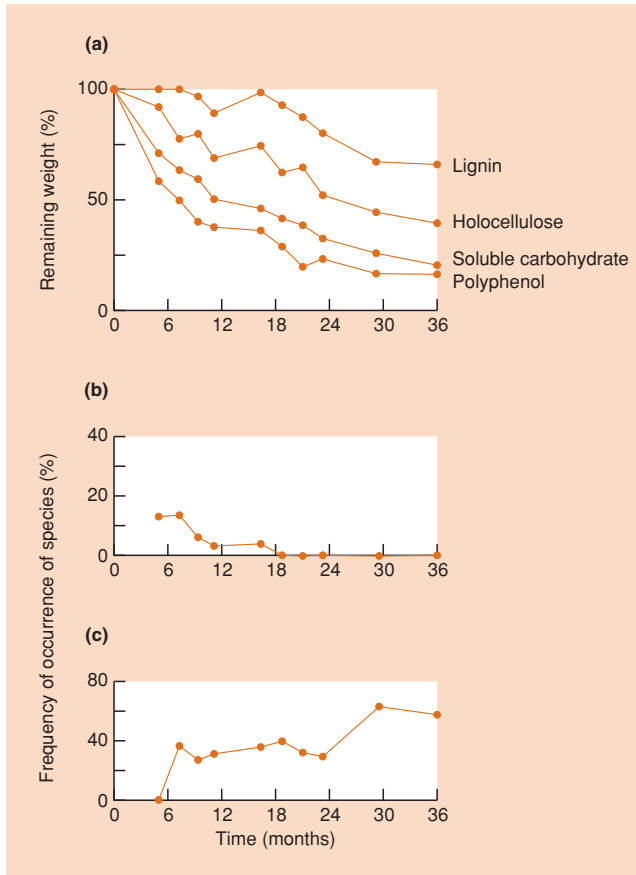 (a)
Remaining weight (%)
100
50
0
0 6 12 18 24 30 36
Lignin
Holocellulose
Soluble carbohydrate
Polyphenol
(b)
Frequency of occurrence of species (%)
40
20
0
0 6 12 18 24 30 36
(c)
80
40
0
0 6 12 18 24 30 36
Time (months)